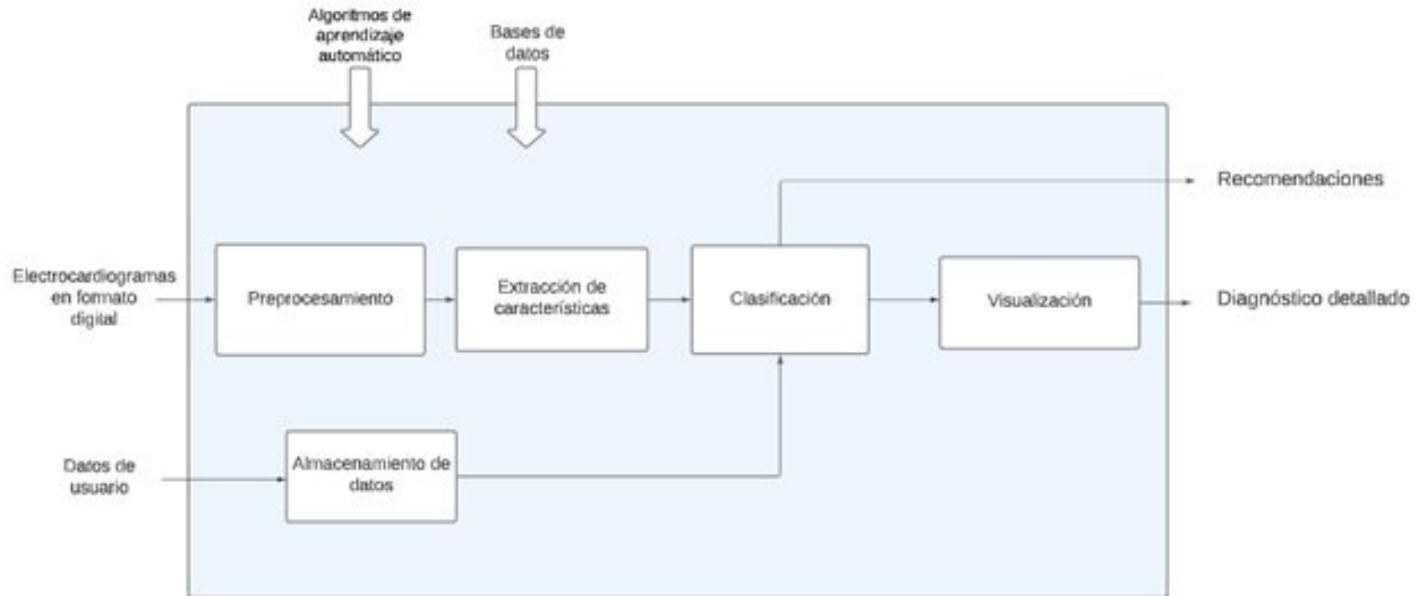 Algoritmos de
aprendizaje
automático
Bases de
datos
Recomendaciones
Electrocardiogramas
en formato
digital
Preprocesamiento
Extracción de
características
Clasificación
Visualización
Diagnóstico detallado
Datos de
usuario
Almacenamiento de
datos